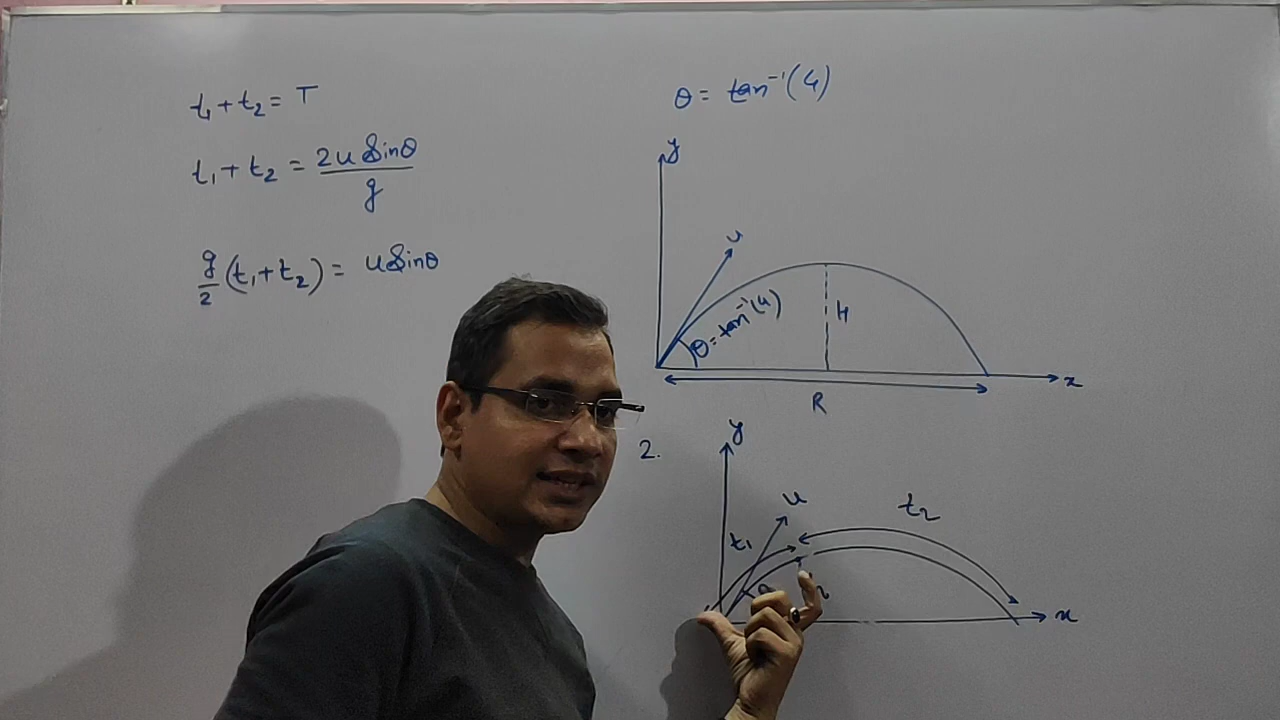 t₁ + t₂ = T
t₁ + t₂ = 2u Sinθ / g
g/2 (t₁ + t₂) = u Sinθ
θ = tan⁻¹(4)
y
u
θ = tan⁻¹(4)
H
x
R
2.
y
u
t₁
t₂
x